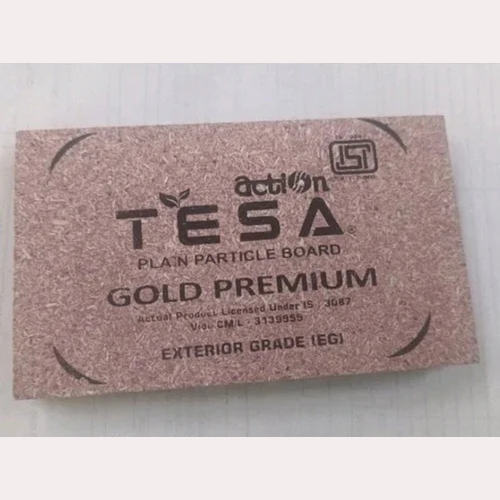 actiOn
TESA®
PLAIN PARTICLE BOARD
GOLD PREMIUM
Actual Product Licensed Under IS : 3087
Vide CM/L - 3139955
EXTERIOR GRADE (EG)